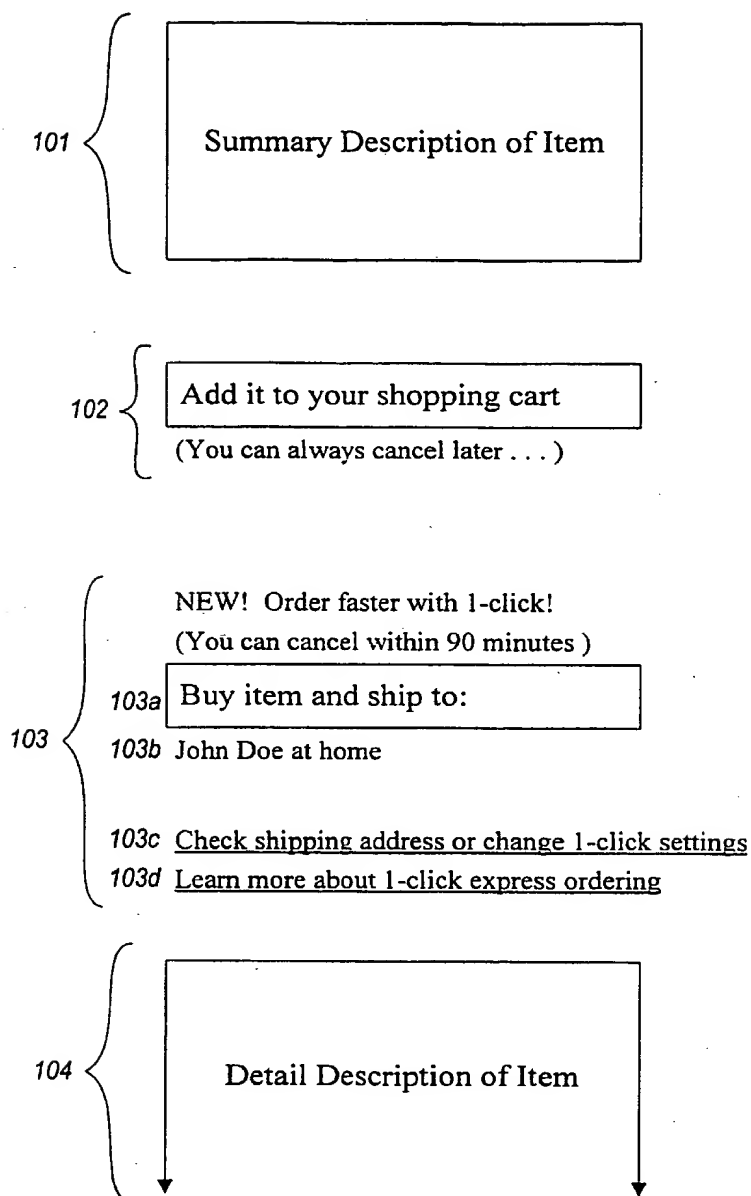 101
Summary Description of Item
102
Add it to your shopping cart
(You can always cancel later . . . )
103
NEW! Order faster with 1-click!
(You can cancel within 90 minutes )
103a Buy item and ship to:
103b John Doe at home
103c Check shipping address or change 1-click settings
103d Learn more about 1-click express ordering
104
Detail Description of Item